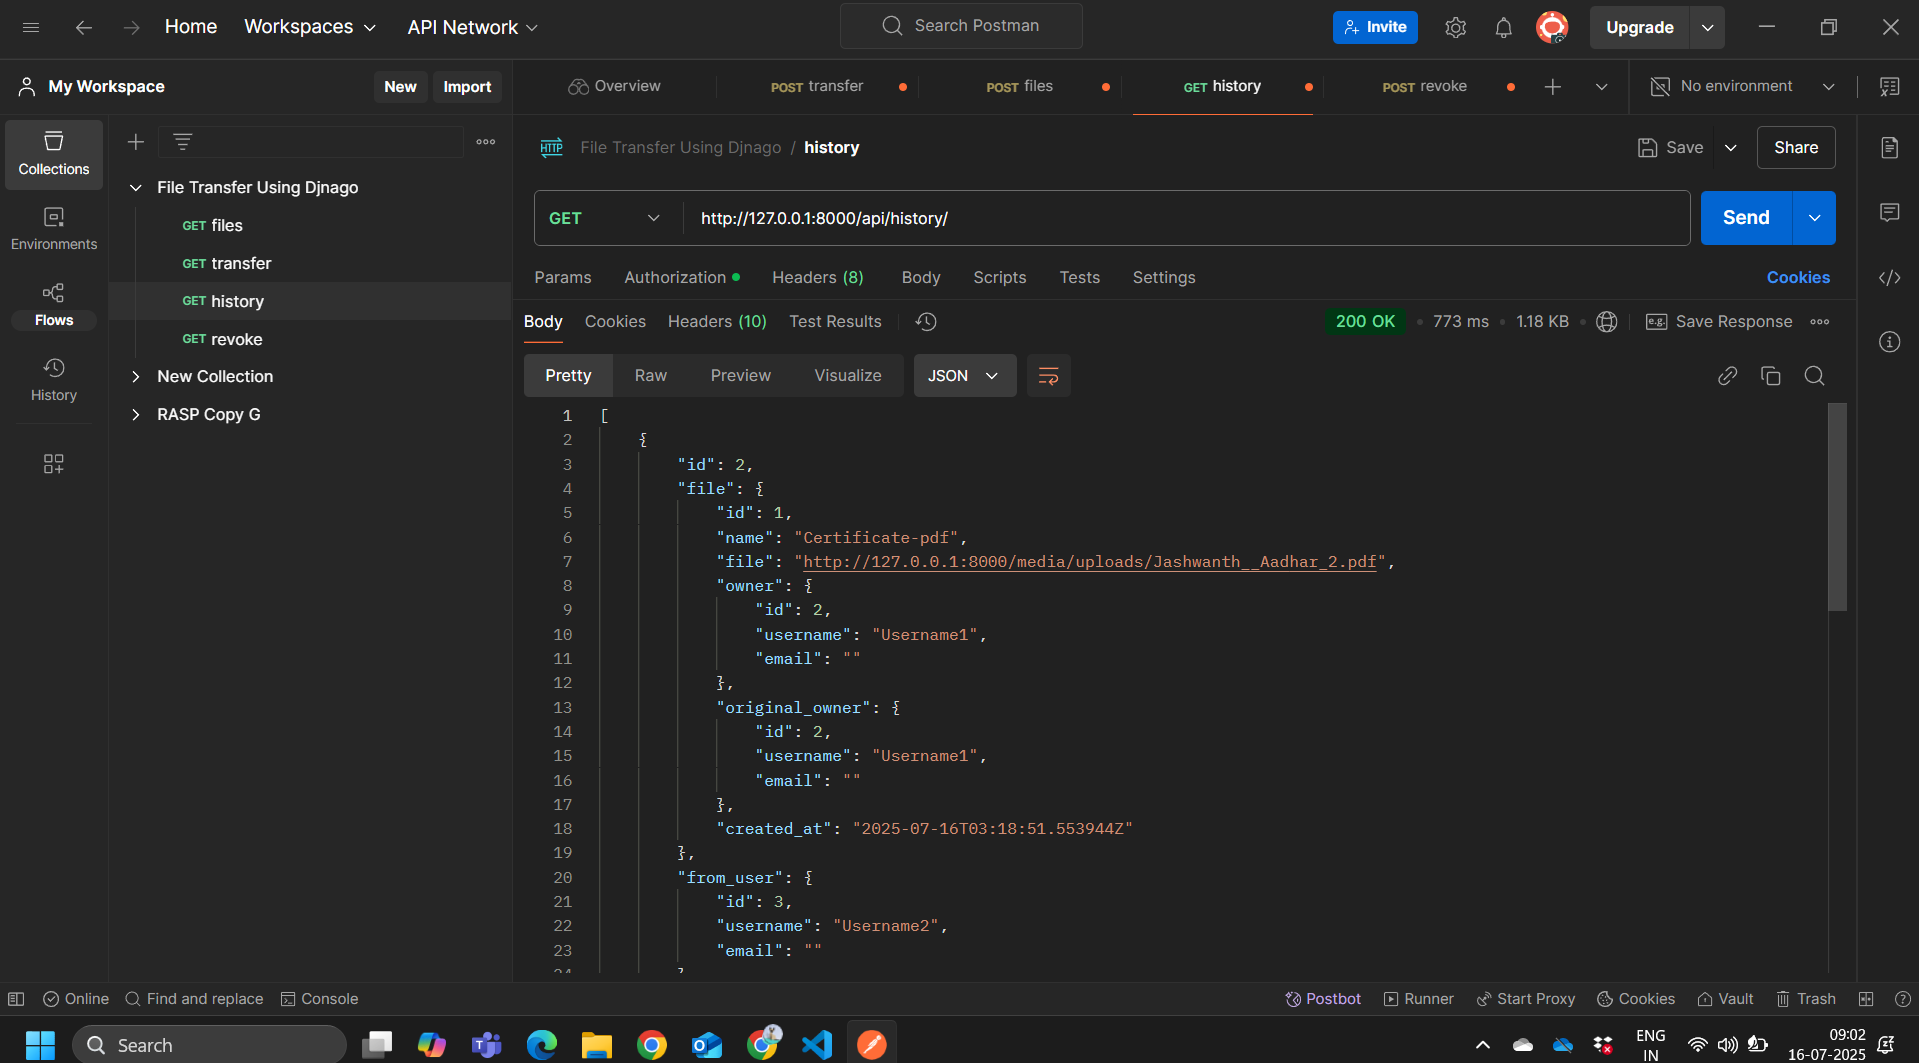 Home
Workspaces
API Network
Search Postman
Invite
Upgrade
My Workspace
New
Import
Overview
POST transfer
POST files
GET history
POST revoke
No environment
Collections
Environments
Flows
History
File Transfer Using Djnago
GET files
GET transfer
GET history
GET revoke
New Collection
RASP Copy G
HTTP File Transfer Using Djnago / history
Save
Share
GET
http://127.0.0.1:8000/api/history/
Send
Params
Authorization
Headers (8)
Body
Scripts
Tests
Settings
Cookies
Body
Cookies
Headers (10)
Test Results
200 OK
773 ms
1.18 KB
e.g. Save Response
Pretty
Raw
Preview
Visualize
JSON
1 [
2 {
3 "id": 2,
4 "file": {
5 "id": 1,
6 "name": "Certificate-pdf",
7 "file": "http://127.0.0.1:8000/media/uploads/Jashwanth__Aadhar_2.pdf",
8 "owner": {
9 "id": 2,
10 "username": "Username1",
11 "email": ""
12 },
13 "original_owner": {
14 "id": 2,
15 "username": "Username1",
16 "email": ""
17 },
18 "created_at": "2025-07-16T03:18:51.553944Z"
19 },
20 "from_user": {
21 "id": 3,
22 "username": "Username2",
23 "email": ""
Online
Find and replace
Console
Postbot
Runner
Start Proxy
Cookies
Vault
Trash
Search
ENG
IN
09:02
16-07-2025